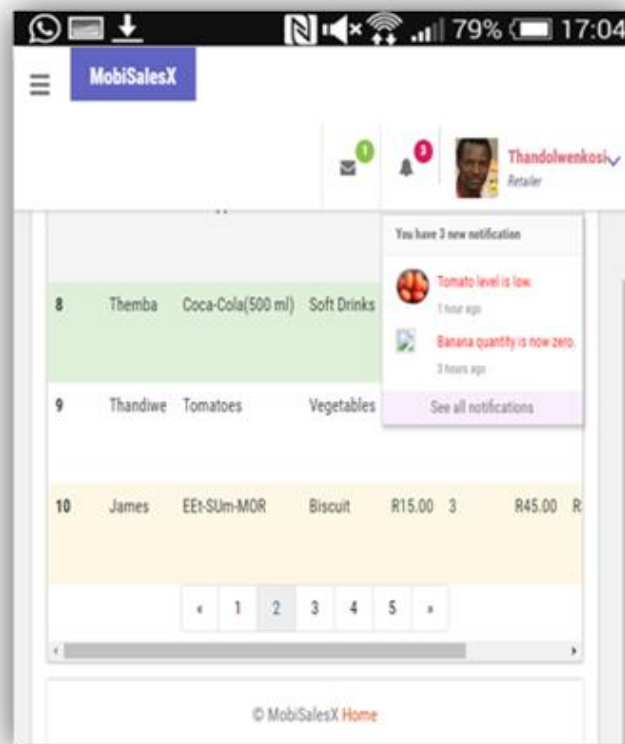 79% 17:04
MobiSalesX
1
3
Thandolwenkosi
Retailer
You have 3 new notification
Tomato level is low.
1 hour ago
Banana quantity is now zero.
3 hours ago
See all notifications
8 Themba Coca-Cola(500 ml) Soft Drinks
9 Thandiwe Tomatoes Vegetables
10 James EEt-SUm-MOR Biscuit R15.00 3 R45.00 R
« 1 2 3 4 5 »
© MobiSalesX Home